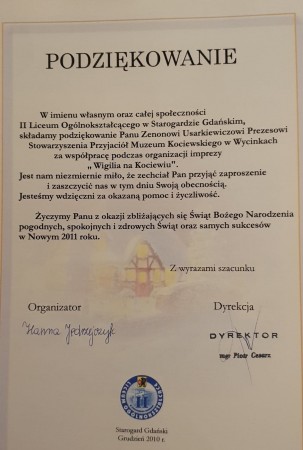 PODZIĘKOWANIE
W imieniu własnym oraz całej społeczności
II Liceum Ogólnokształcącego w Starogardzie Gdańskim,
składamy podziękowanie Panu Zenonowi Usarkiewiczowi Prezesowi
Stowarzyszenia Przyjaciół Muzeum Kociewskiego w Wycinkach
za współpracę podczas organizacji imprezy
„ Wigilia na Kociewiu”.
Jest nam niezmiernie miło, że zechciał Pan przyjąć zaproszenie
i zaszczycić nas w tym dniu Swoją obecnością.
Jesteśmy wdzięczni za okazaną pomoc i życzliwość.
Życzymy Panu z okazji zbliżających się Świąt Bożego Narodzenia
pogodnych, spokojnych i zdrowych Świąt oraz samych sukcesów
w Nowym 2011 roku.
Z wyrazami szacunku
Organizator
Dyrekcja
Hanna Jędrzejczyk
DYREKTOR
mgr Piotr Cesarz
II
Starogard Gdański
Grudzień 2010 r.